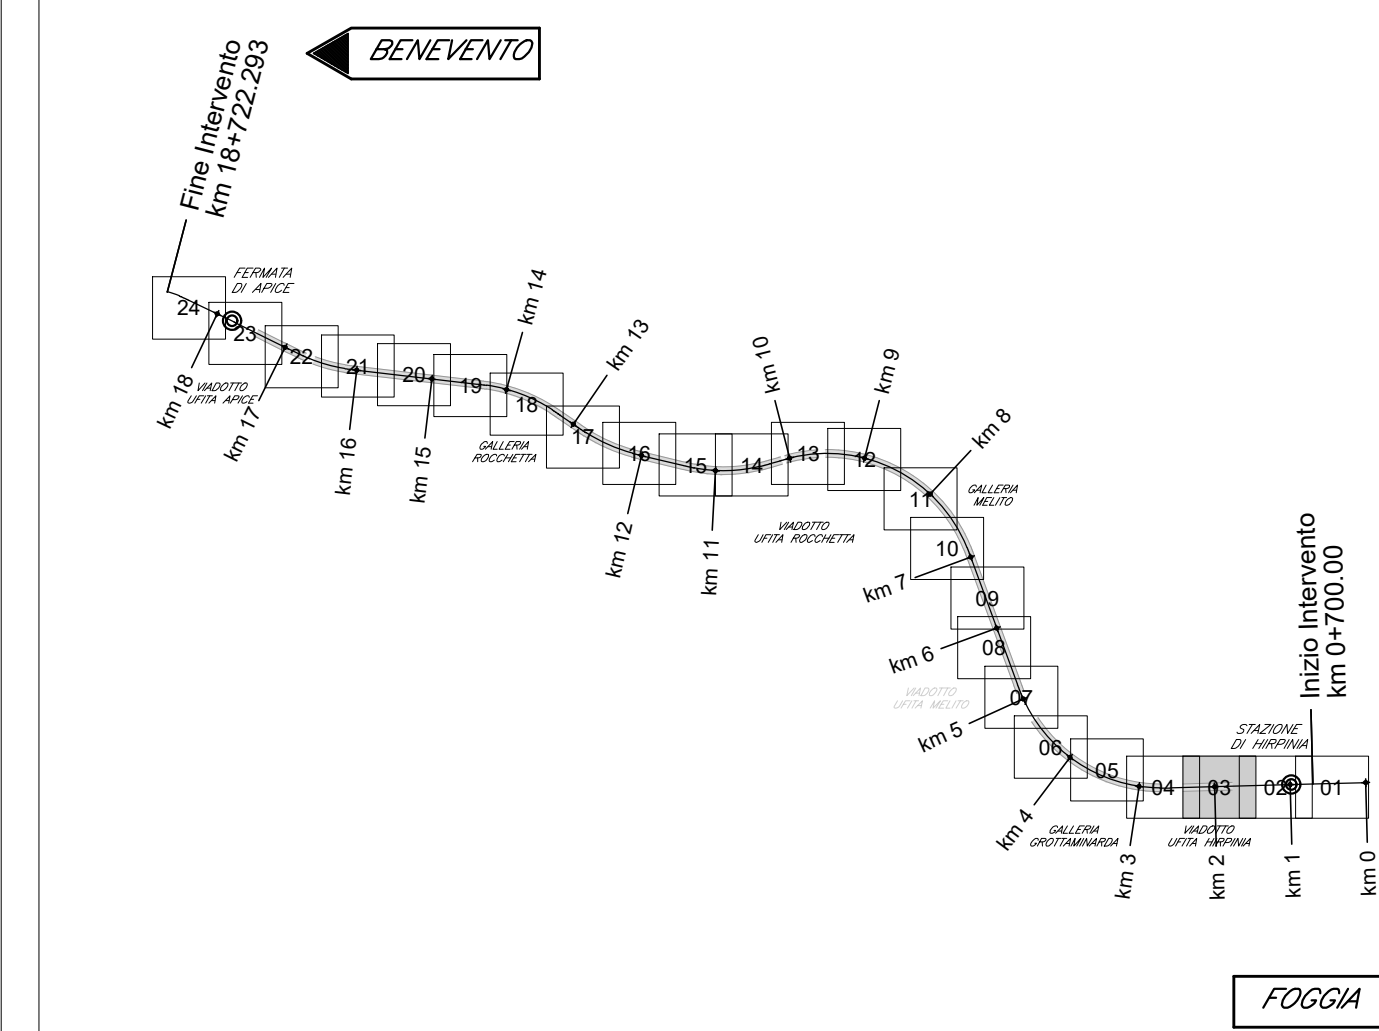 BENEVENTO
Fine Intervento
km 18+722.293
FERMATA
DI APICE
24
23
22
21
20
19
18
17
16
15
14
13
12
11
10
09
08
07
06
05
04
03
02
01
km 18
VIADOTTO
UFITA APICE
km 17
km 16
km 15
km 14
GALLERIA
ROCCHETTA
km 13
km 12
km 11
km 10
VIADOTTO
UFITA ROCCHETTA
km 9
km 8
GALLERIA
MELITO
km 7
km 6
VIADOTTO
UFITA MELITO
km 5
km 4
GALLERIA
GROTTAMINARDA
km 3
VIADOTTO
UFITA HIRPINIA
km 2
STAZIONE
DI HIRPINIA
km 1
Inizio Intervento
km 0+700.00
km 0
FOGGIA